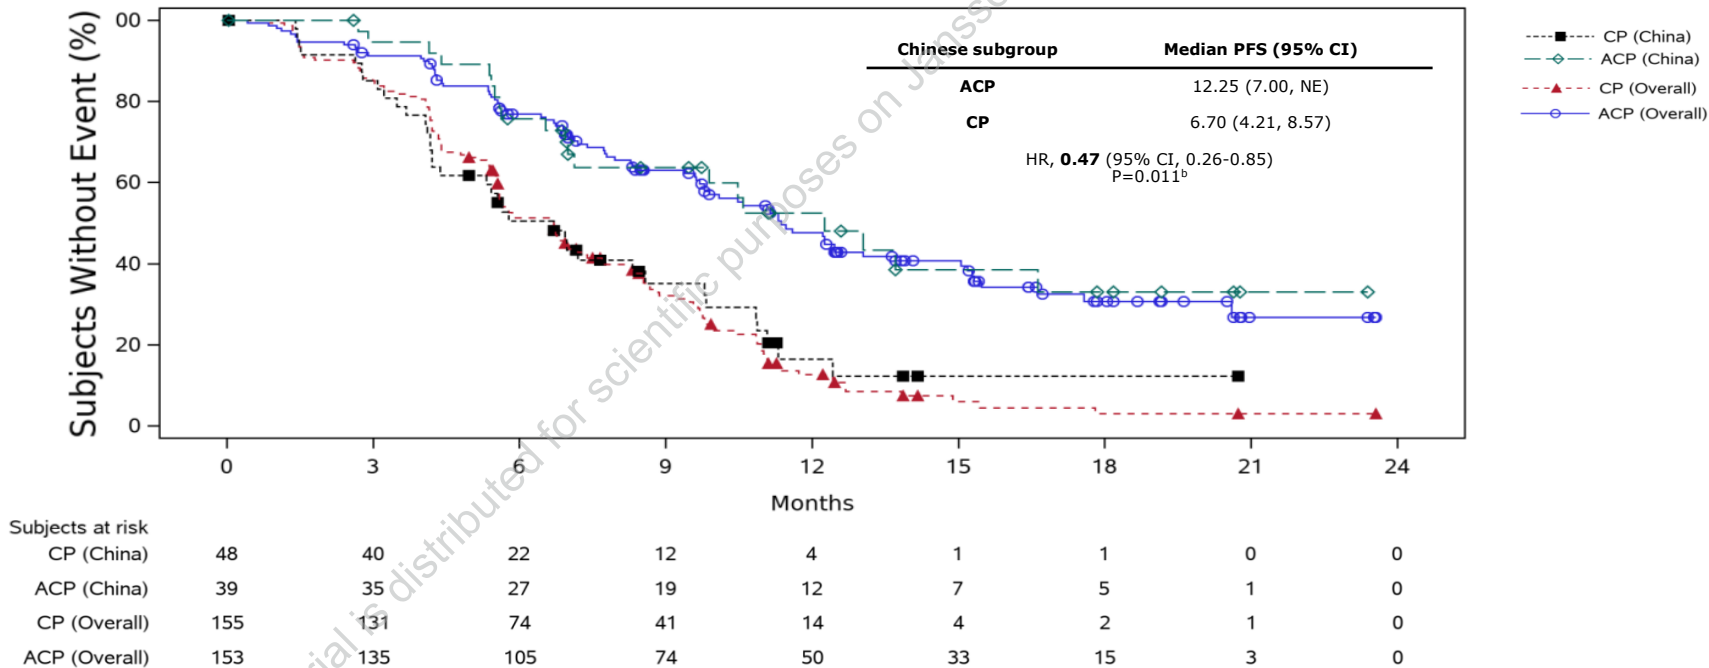 Subjects Without Event (%)
00
80
60
40
20
0
0 3 6 9 12 15 18 21 24
Months
Chinese subgroup Median PFS (95% CI)
ACP 12.25 (7.00, NE)
CP 6.70 (4.21, 8.57)
HR, 0.47 (95% CI, 0.26-0.85)
P=0.011ᵇ
CP (China)
ACP (China)
CP (Overall)
ACP (Overall)
Subjects at risk
CP (China) 48 40 22 12 4 1 1 0 0
ACP (China) 39 35 27 19 12 7 5 1 0
CP (Overall) 155 131 74 41 14 4 2 1 0
ACP (Overall) 153 135 105 74 50 33 15 3 0
rial is distributed for scientific purposes on Janss